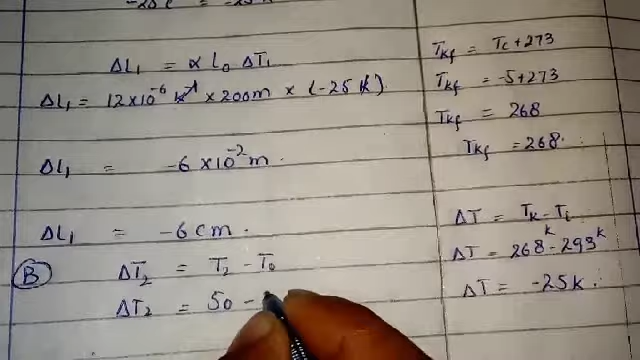 ΔL₁ = α L₀ ΔT₁
ΔL₁ = 12×10⁻⁶ K⁻¹ × 200m × (-25 K)
ΔL₁ = -6 ×10⁻² m.
ΔL₁ = -6 cm.
(B) ΔT₂ = T₂ - T₀
ΔT₂ = 50 -
T_Kf = Tc + 273
T_Kf = -5 + 273
T_Kf = 268
T_Kf = 268.
ΔT = T_K - T_i
ΔT = 268 K - 293 K
ΔT = -25K.